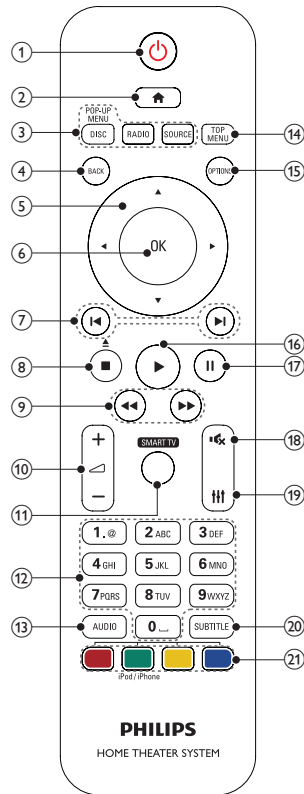 1
2
POP-UP
MENU
3 DISC RADIO SOURCE TOP
MENU 14
4 BACK OPTIONS 15
5
6 OK
7
16
8 17
9
+ SMART TV 18
10
− 19
11
1.@ 2 ABC 3 DEF
4 GHI 5 JKL 6 MNO
12
7 PQRS 8 TUV 9 WXYZ
13 AUDIO 0 SUBTITLE 20
21
iPod / iPhone
PHILIPS
HOME THEATER SYSTEM